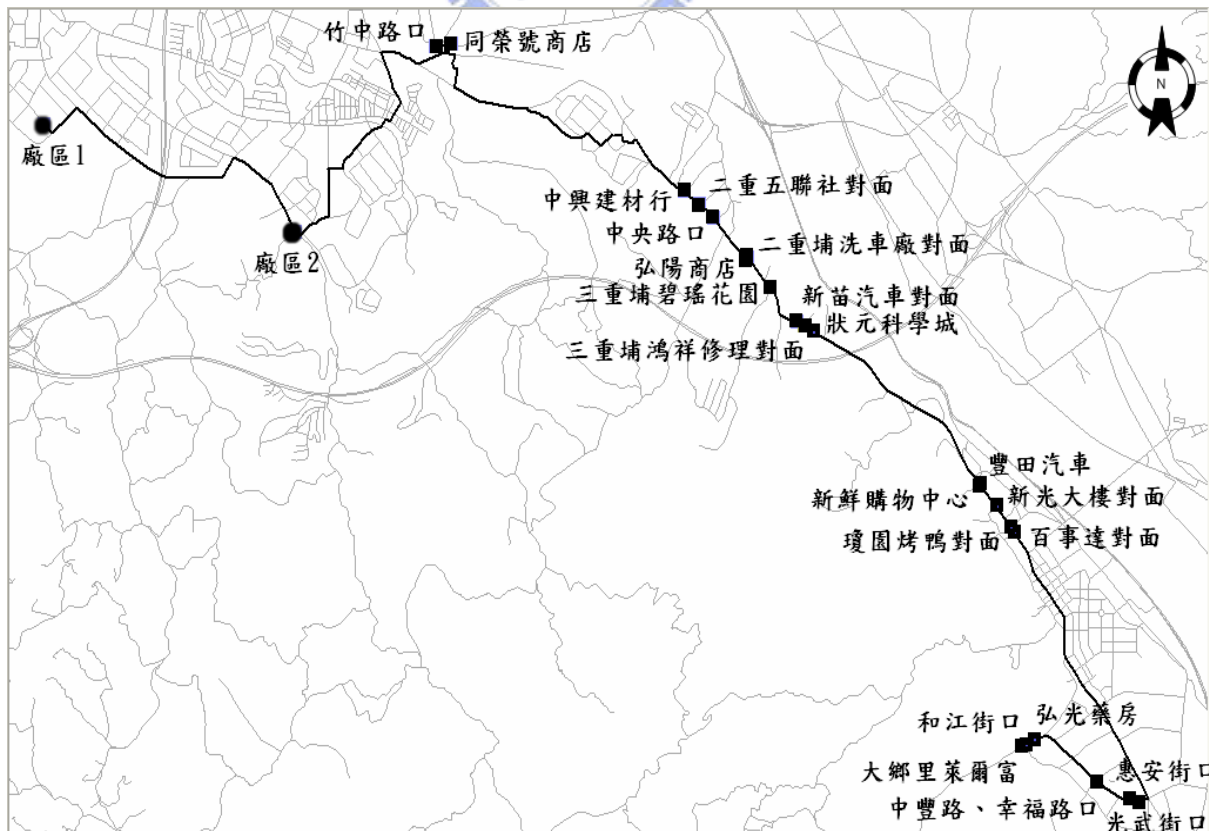 竹中路口
同榮號商店
N
廠區1
二重五聯社對面
中興建材行
中央路口
二重埔洗車廠對面
廠區2
弘陽商店
三重埔碧瑤花園
新苗汽車對面
狀元科學城
三重埔鴻祥修理對面
豐田汽車
新鮮購物中心
新光大樓對面
瓊園烤鴨對面
百事達對面
和江街口
弘光藥房
大鄉里萊爾富
惠安街口
中豐路、幸福路口
光武街口